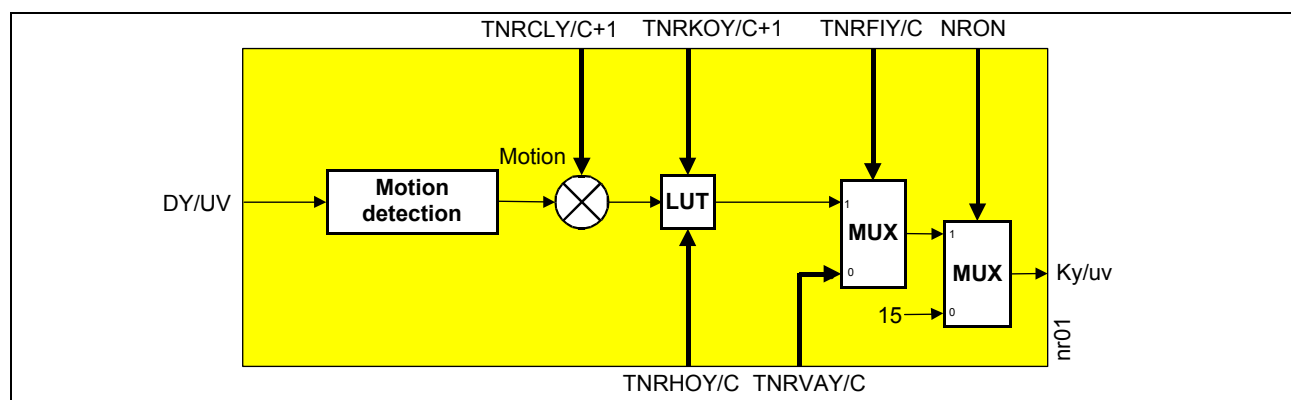 TNRCLY/C+1 TNRKOY/C+1 TNRFIY/C NRON
Motion
DY/UV
Motion
detection
LUT
1
MUX
0
1
MUX
0
15
Ky/uv
nr01
TNRHOY/C TNRVAY/C